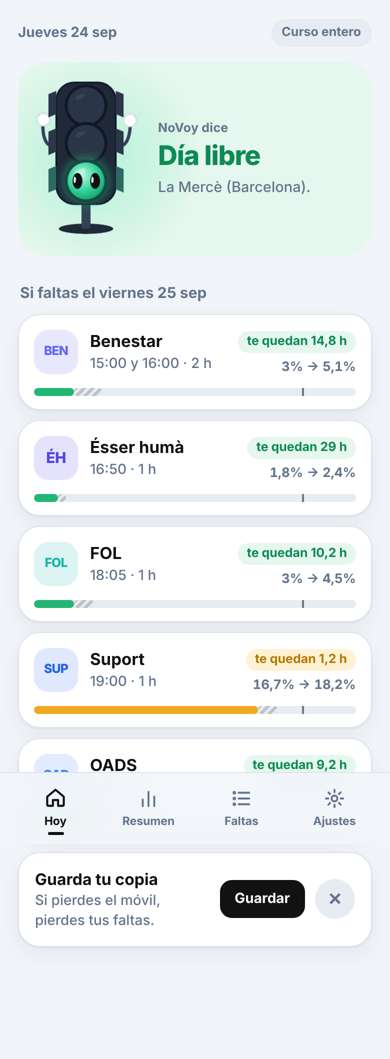 Jueves 24 sep
Curso entero
NoVoy dice
Día libre
La Mercè (Barcelona).
Si faltas el viernes 25 sep
BEN
Benestar
te quedan 14,8 h
15:00 y 16:00 · 2 h
3% → 5,1%
ÉH
Ésser humà
te quedan 29 h
16:50 · 1 h
1,8% → 2,4%
FOL
FOL
te quedan 10,2 h
18:05 · 1 h
3% → 4,5%
SUP
Suport
te quedan 1,2 h
19:00 · 1 h
16,7% → 18,2%
OADS
te quedan 9,2 h
Hoy
Resumen
Faltas
Ajustes
Guarda tu copia
Si pierdes el móvil,
pierdes tus faltas.
Guardar